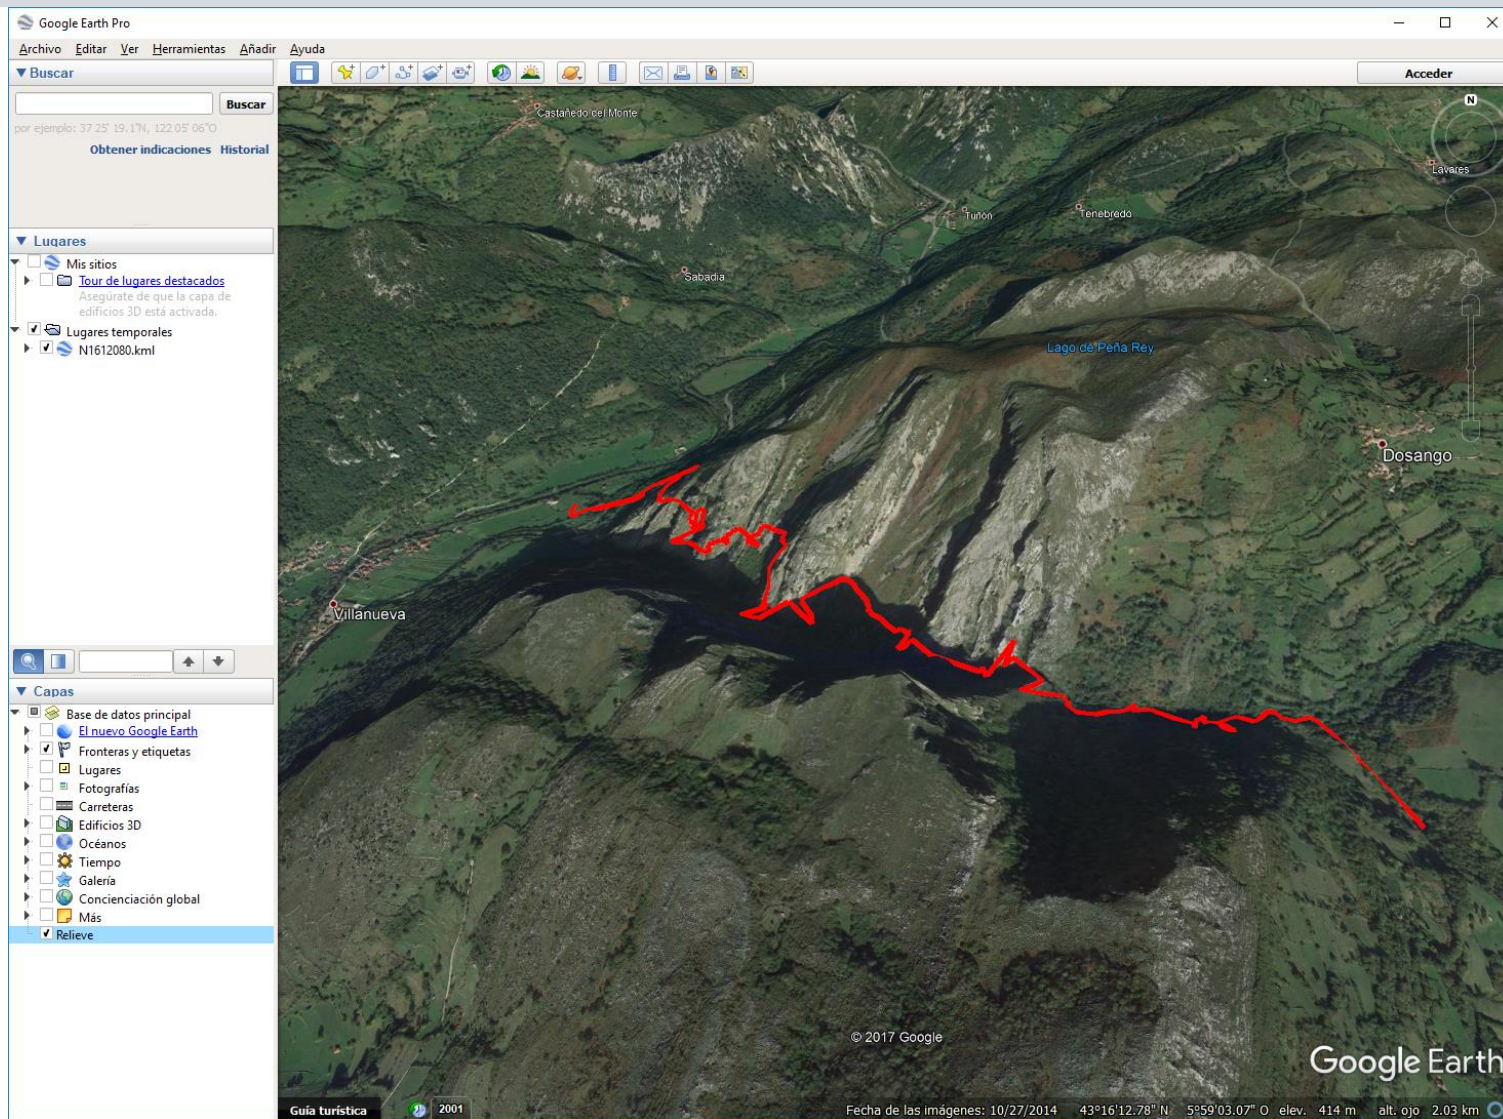 Google Earth Pro
Archivo Editar Ver Herramientas Añadir Ayuda
Buscar
Acceder
Buscar
por ejemplo: 37 25' 19.1"N, 122 05' 06"O
Obtener indicaciones Historial
Lugares
Mis sitios
Tour de lugares destacados
Asegúrate de que la capa de
edificios 3D está activada.
Lugares temporales
N1612080.kml
Capas
Base de datos principal
El nuevo Google Earth
Fronteras y etiquetas
Lugares
Fotografías
Carreteras
Edificios 3D
Océanos
Tiempo
Galería
Concienciación global
Más
Relieve
N
Castañedo del Monte
Lavares
Tuñón
Tenebredo
Sabadia
Lago de Peña Rey
Dosango
Villanueva
© 2017 Google
Google Earth
Guía turística
2001
Fecha de las imágenes: 10/27/2014 43°16'12.78" N 5°59'03.07" O elev. 414 m alt. ojo 2.03 km